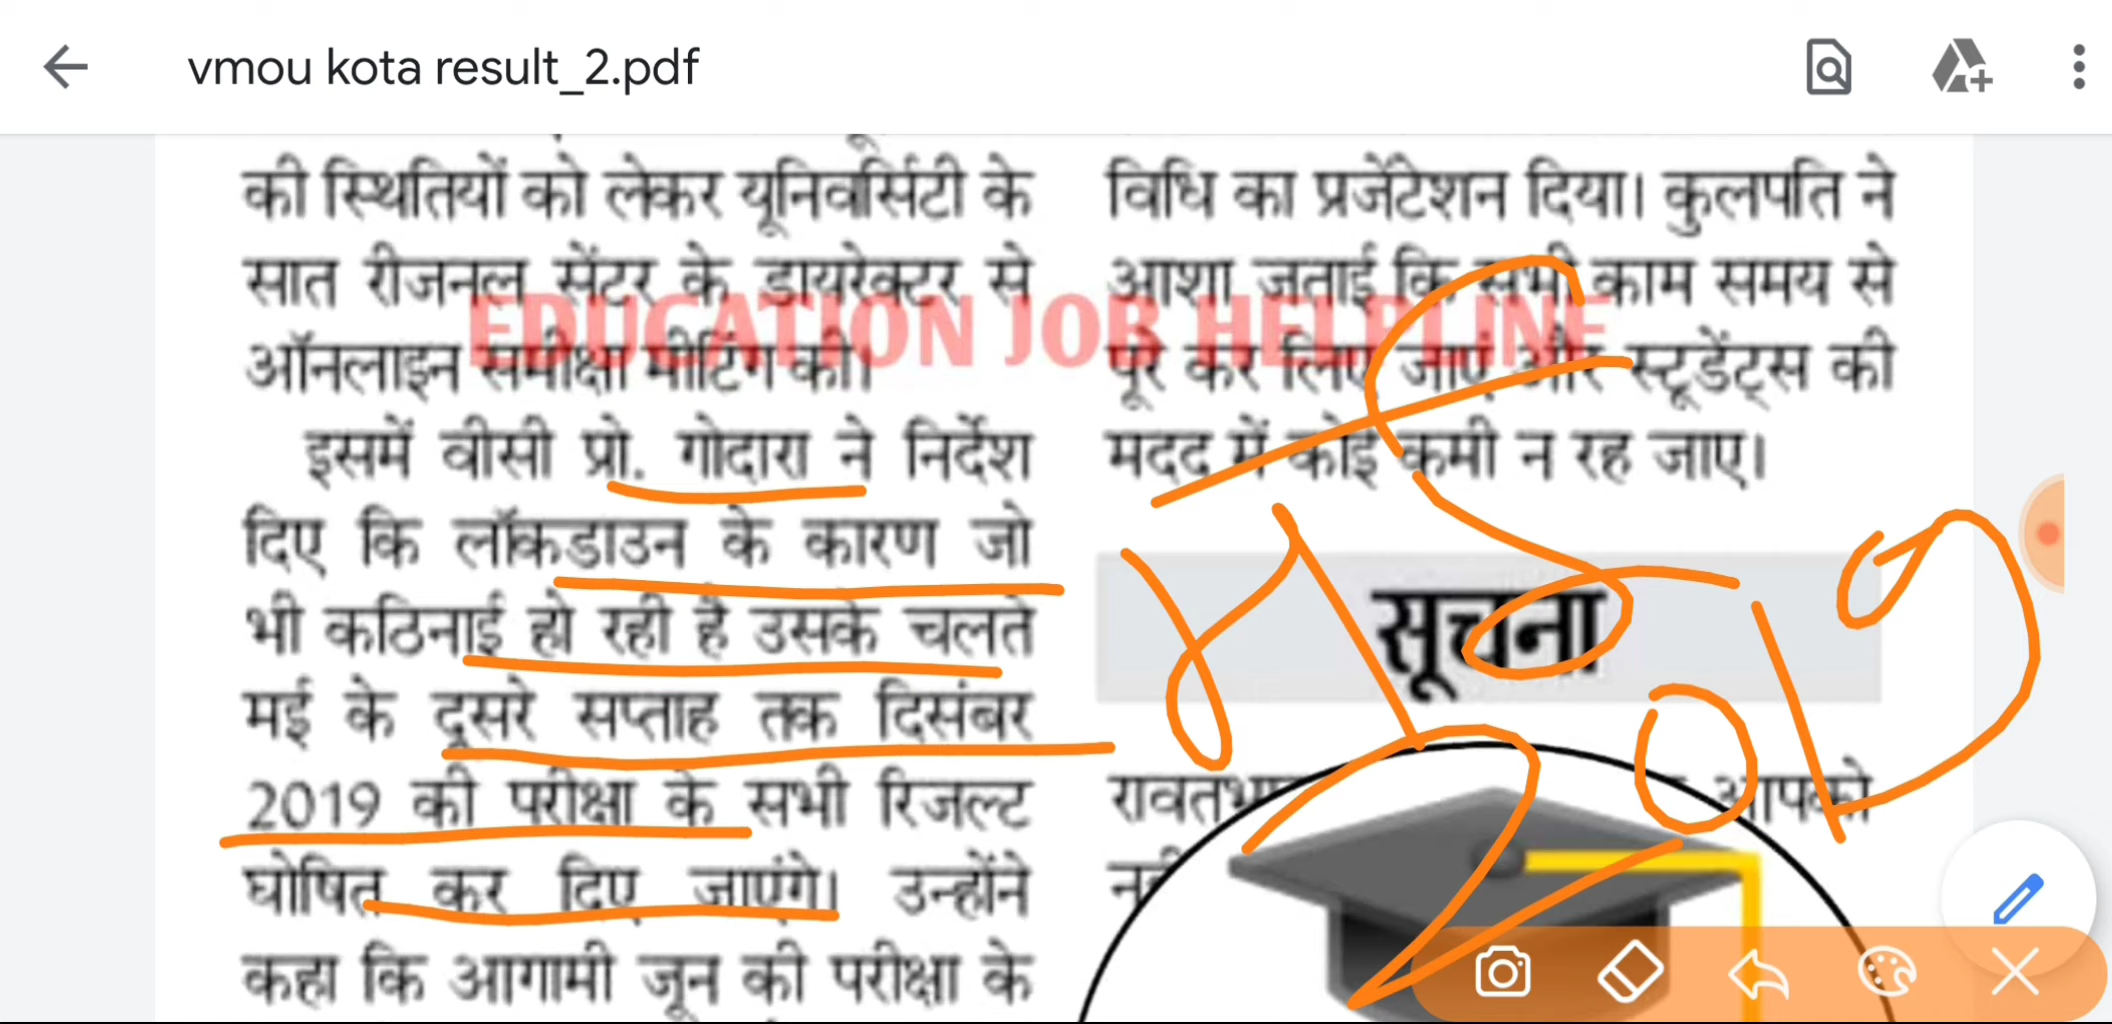 vmou kota result_2.pdf
की स्थितियों को लेकर यूनिवर्सिटी के
सात रीजनल सेंटर के डायरेक्टर से
ऑनलाइन समीक्षा मीटिंग की।
इसमें वीसी प्रो. गोदारा ने निर्देश
दिए कि लॉकडाउन के कारण जो
भी कठिनाई हो रही है उसके चलते
मई के दूसरे सप्ताह तक दिसंबर
2019 की परीक्षा के सभी रिजल्ट
घोषित कर दिए जाएंगे। उन्होंने
कहा कि आगामी जून की परीक्षा के
विधि का प्रजेंटेशन दिया। कुलपति ने
आशा जताई कि सभी काम समय से
पूरे कर लिए जाएं और स्टूडेंट्स की
मदद में कोई कमी न रह जाए।
EDUCATION JOB HELPLINE
सूचना
आपको
2019